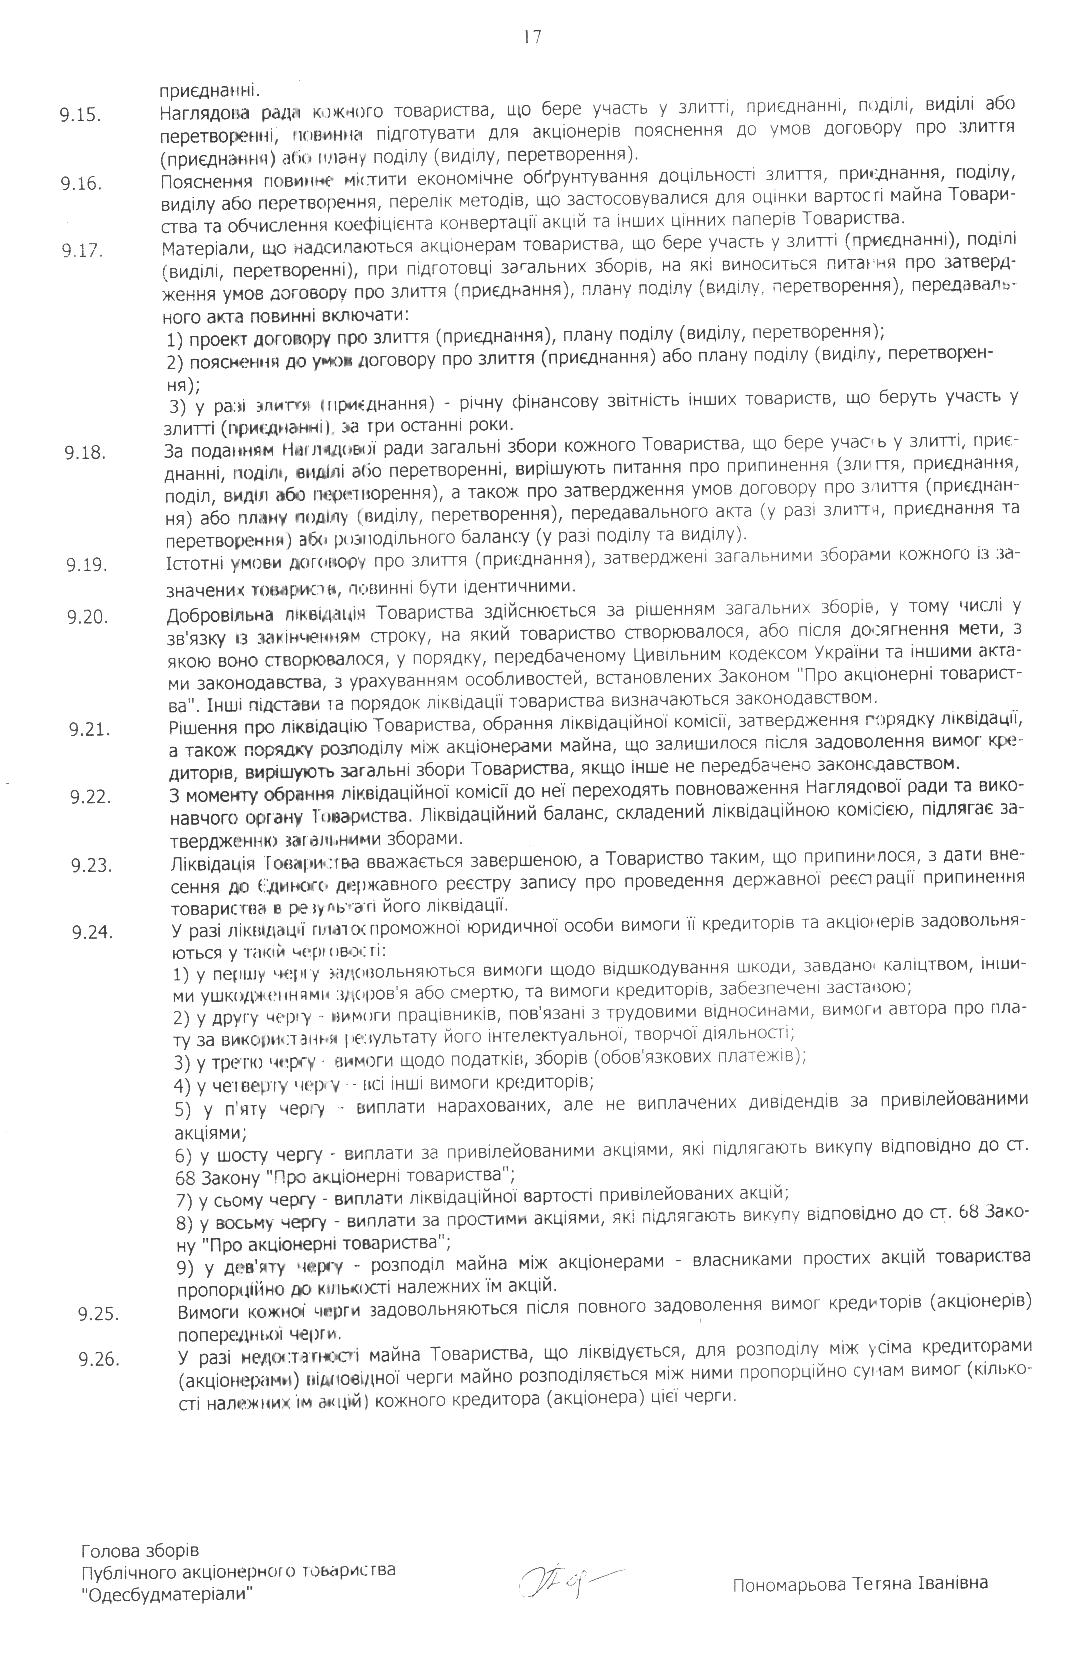 17
приєднанні.
9.15. Наглядова рада кожного товариства, що бере участь у злитті, приєднанні, поділі, виділі або
перетворенні, повинна підготувати для акціонерів пояснення до умов договору про злиття
(приєднання) або плану поділу (виділу, перетворення).
9.16. Пояснення повинне містити економічне обґрунтування доцільності злиття, приєднання, поділу,
виділу або перетворення, перелік методів, що застосовувалися для оцінки вартості майна Товари-
ства та обчислення коефіцієнта конвертації акцій та інших цінних паперів Товариства.
9.17. Матеріали, що надсилаються акціонерам товариства, що бере участь у злитті (приєднанні), поділі
(виділі, перетворенні), при підготовці загальних зборів, на які виноситься питання про затверд-
ження умов договору про злиття (приєднання), плану поділу (виділу, перетворення), передаваль-
ного акта повинні включати:
1) проект договору про злиття (приєднання), плану поділу (виділу, перетворення);
2) пояснення до умов договору про злиття (приєднання) або плану поділу (виділу, перетворен-
ня);
3) у разі злиття (приєднання) - річну фінансову звітність інших товариств, що беруть участь у
злитті (приєднанні), за три останні роки.
9.18. За поданням Наглядової ради загальні збори кожного Товариства, що бере участь у злитті, приє-
днанні, поділі, виділі або перетворенні, вирішують питання про припинення (злиття, приєднання,
поділ, виділ або перетворення), а також про затвердження умов договору про злиття (приєднан-
ня) або плану поділу (виділу, перетворення), передавального акта (у разі злиття, приєднання та
перетворення) або розподільного балансу (у разі поділу та виділу).
9.19. Істотні умови договору про злиття (приєднання), затверджені загальними зборами кожного із за-
значених товариств, повинні бути ідентичними.
9.20. Добровільна ліквідація Товариства здійснюється за рішенням загальних зборів, у тому числі у
зв'язку із закінченням строку, на який товариство створювалося, або після досягнення мети, з
якою воно створювалося, у порядку, передбаченому Цивільним кодексом України та іншими акта-
ми законодавства, з урахуванням особливостей, встановлених Законом "Про акціонерні товарист-
ва". Інші підстави та порядок ліквідації товариства визначаються законодавством.
9.21. Рішення про ліквідацію Товариства, обрання ліквідаційної комісії, затвердження порядку ліквідації,
а також порядку розподілу між акціонерами майна, що залишилося після задоволення вимог кре-
диторів, вирішують загальні збори Товариства, якщо інше не передбачено законодавством.
9.22. З моменту обрання ліквідаційної комісії до неї переходять повноваження Наглядової ради та вико-
навчого органу Товариства. Ліквідаційний баланс, складений ліквідаційною комісією, підлягає за-
твердженню загальними зборами.
9.23. Ліквідація Товариства вважається завершеною, а Товариство таким, що припинилося, з дати вне-
сення до Єдиного державного реєстру запису про проведення державної реєстрації припинення
товариства в результаті його ліквідації.
9.24. У разі ліквідації платоспроможної юридичної особи вимоги її кредиторів та акціонерів задовольня-
ються у такій черговості:
1) у першу чергу задовольняються вимоги щодо відшкодування шкоди, завданої каліцтвом, інши-
ми ушкодженнями здоров'я або смертю, та вимоги кредиторів, забезпечені заставою;
2) у другу чергу - вимоги працівників, пов'язані з трудовими відносинами, вимоги автора про пла-
ту за використання результату його інтелектуальної, творчої діяльності;
3) у третю чергу - вимоги щодо податків, зборів (обов'язкових платежів);
4) у четверту чергу - всі інші вимоги кредиторів;
5) у п'яту чергу - виплати нарахованих, але не виплачених дивідендів за привілейованими
акціями;
6) у шосту чергу - виплати за привілейованими акціями, які підлягають викупу відповідно до ст.
68 Закону "Про акціонерні товариства";
7) у сьому чергу - виплати ліквідаційної вартості привілейованих акцій;
8) у восьму чергу - виплати за простими акціями, які підлягають викупу відповідно до ст. 68 Зако-
ну "Про акціонерні товариства";
9) у дев'яту чергу - розподіл майна між акціонерами - власниками простих акцій товариства
пропорційно до кількості належних їм акцій.
9.25. Вимоги кожної черги задовольняються після повного задоволення вимог кредиторів (акціонерів)
попередньої черги.
9.26. У разі недостатності майна Товариства, що ліквідується, для розподілу між усіма кредиторами
(акціонерами) відповідної черги майно розподіляється між ними пропорційно сумам вимог (кілько-
сті належних їм акцій) кожного кредитора (акціонера) цієї черги.
Голова зборів
Публічного акціонерного товариства
"Одесбудматеріали"
Пономарьова Тетяна Іванівна